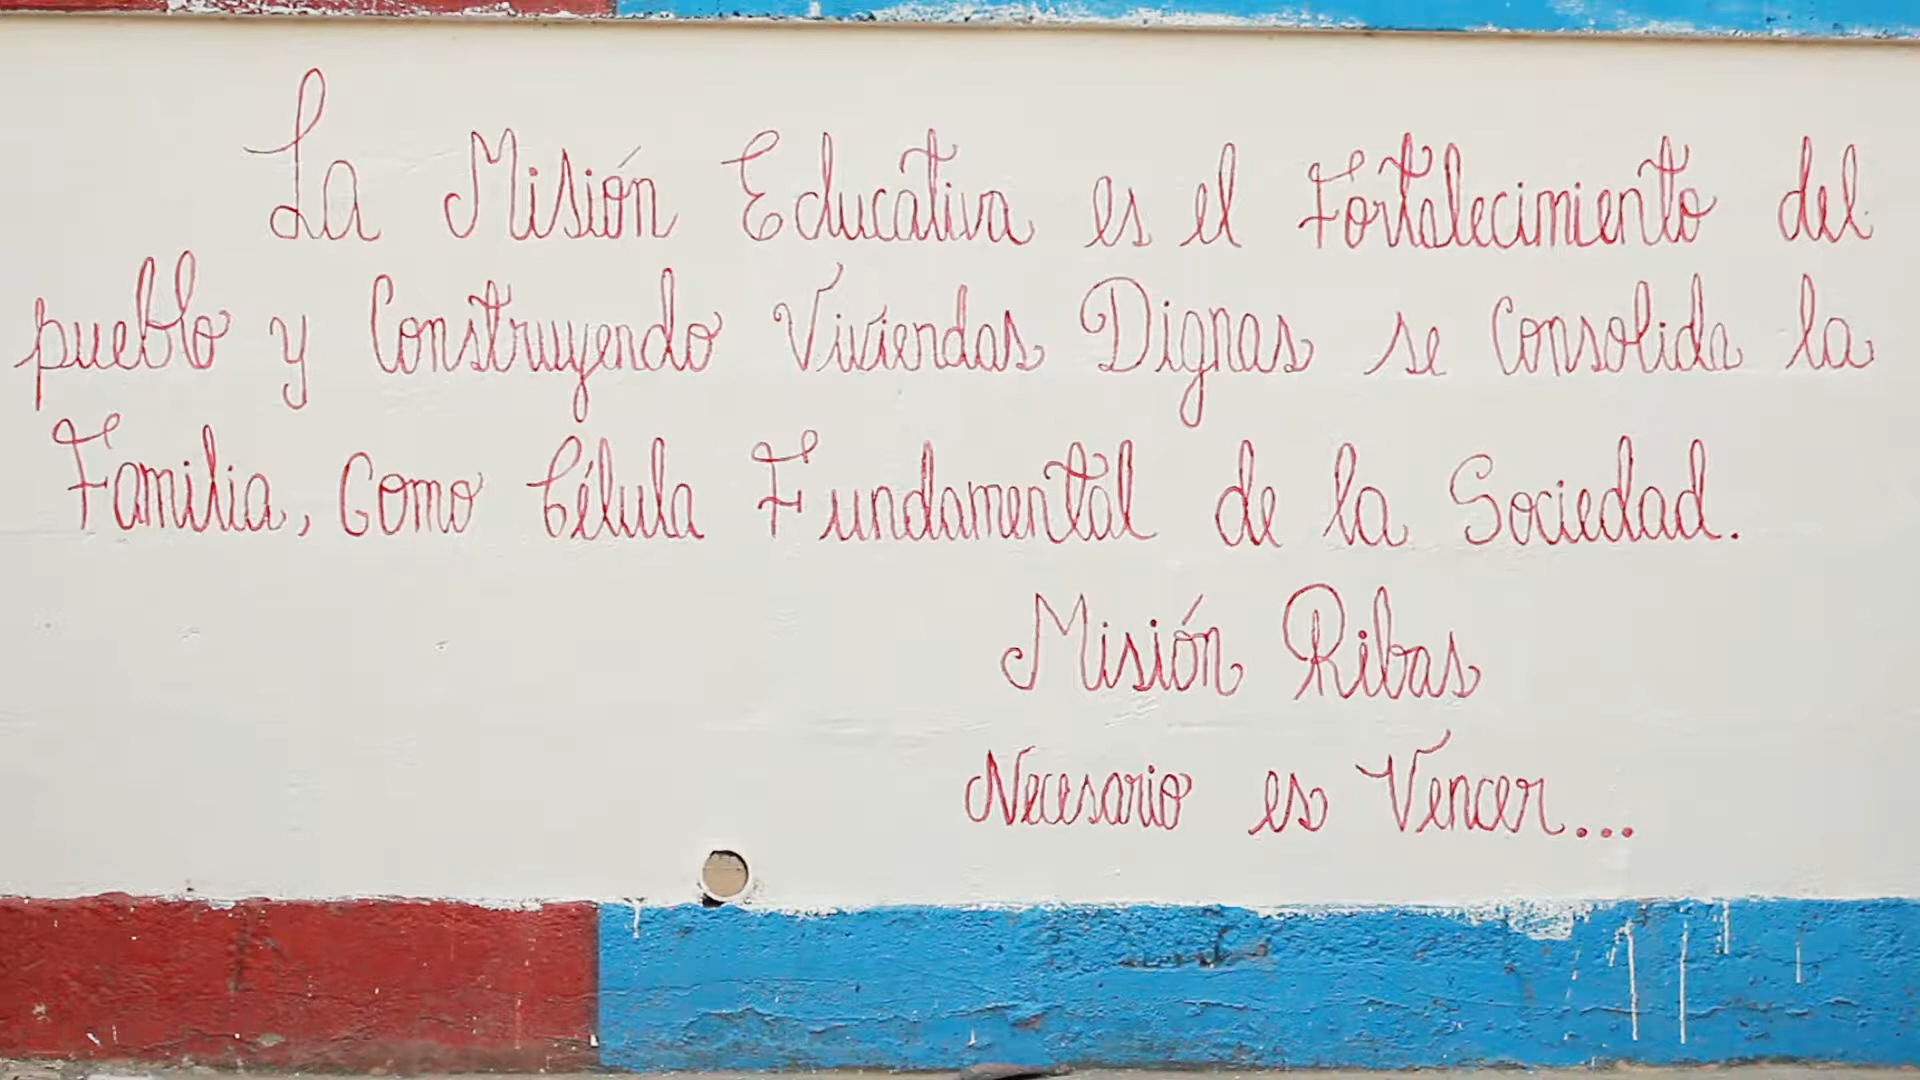 La Misión Educativa es el Fortalecimiento del
pueblo y Construyendo Viviendas Dignas se Consolida la
Familia, Como Célula Fundamental de la Sociedad.
Misión Ribas
Necesario es Vencer...